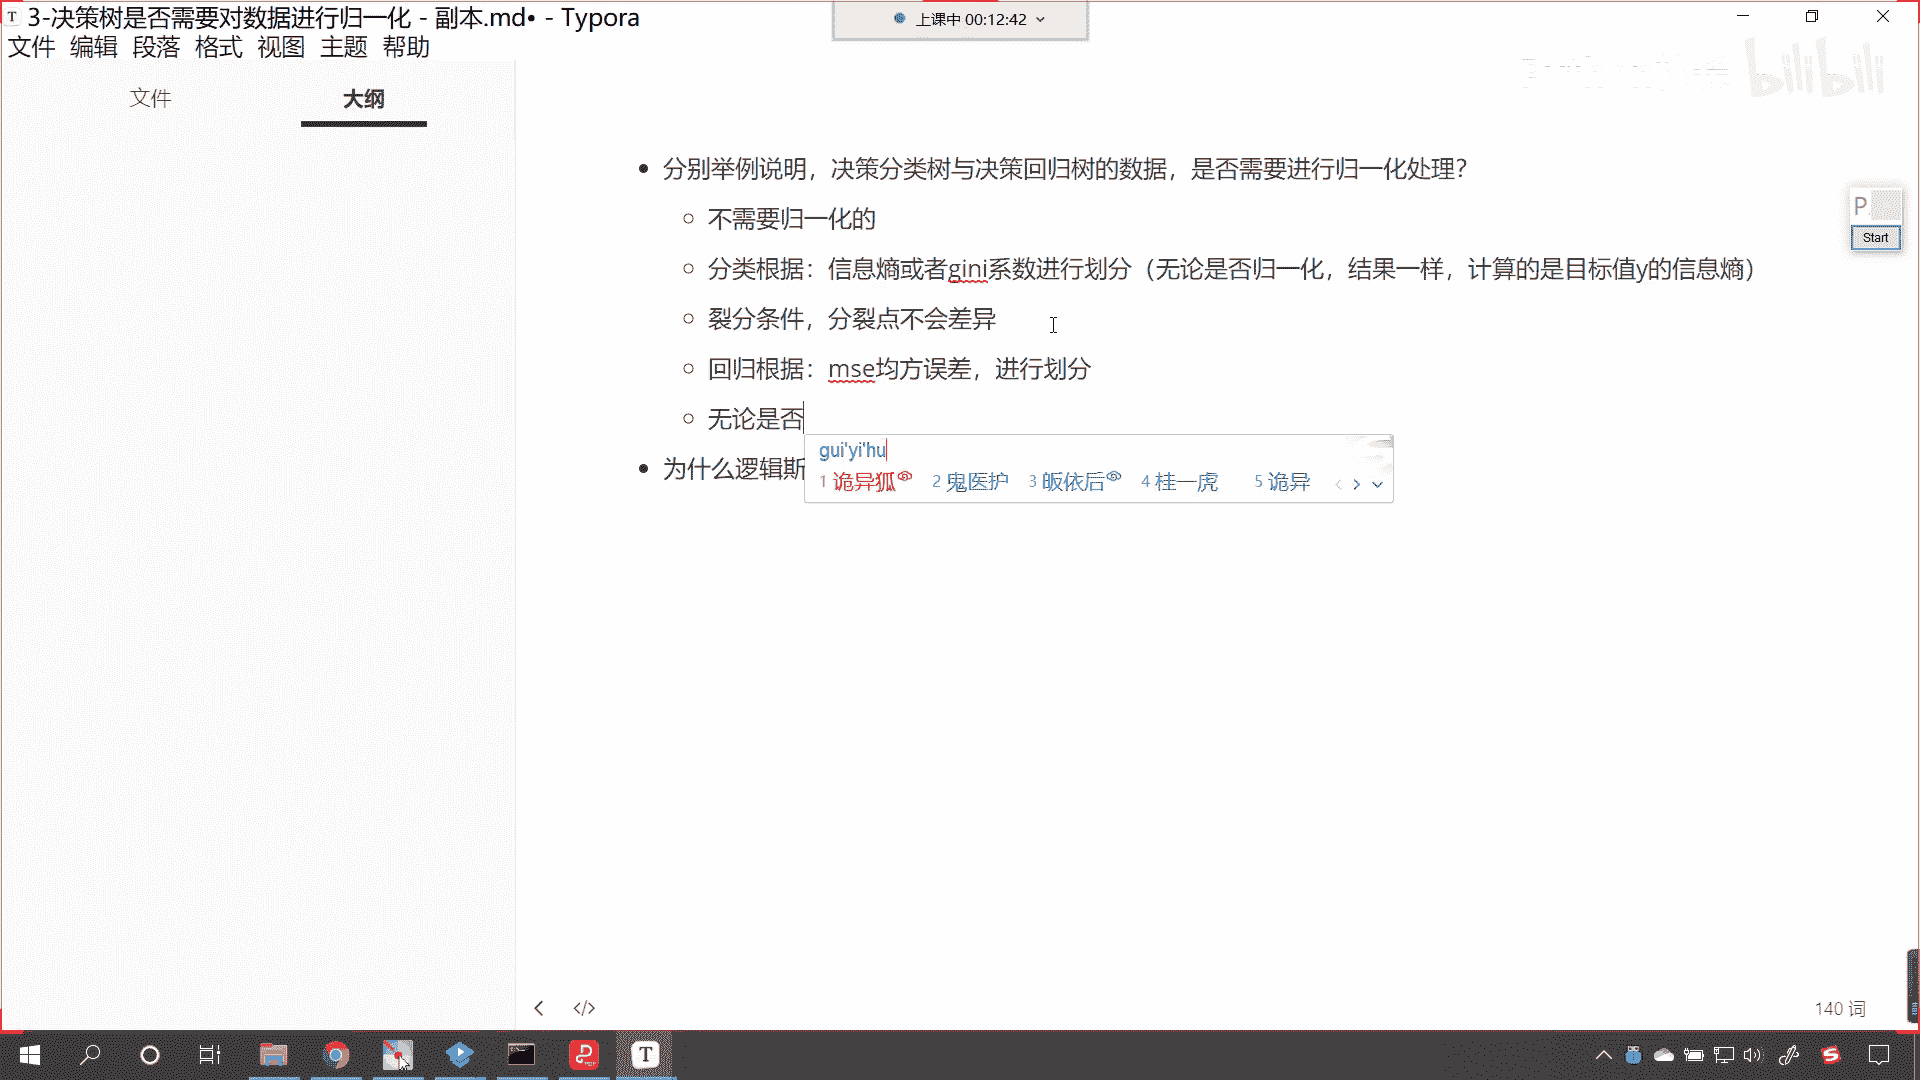 3-决策树是否需要对数据进行归一化 - 副本.md• - Typora
上课中 00:12:42
文件 编辑 段落 格式 视图 主题 帮助
文件 大纲
bilibili
分别举例说明，决策分类树与决策回归树的数据，是否需要进行归一化处理？
P
Start
不需要归一化的
分类根据：信息熵或者gini系数进行划分（无论是否归一化，结果一样，计算的是目标值y的信息熵）
裂分条件，分裂点不会差异
回归根据：mse均方误差，进行划分
无论是否
gui'yi'hu
为什么逻辑斯
1 诡异狐 2 鬼医护 3 皈依后 4 桂一虎 5 诡异
140 词